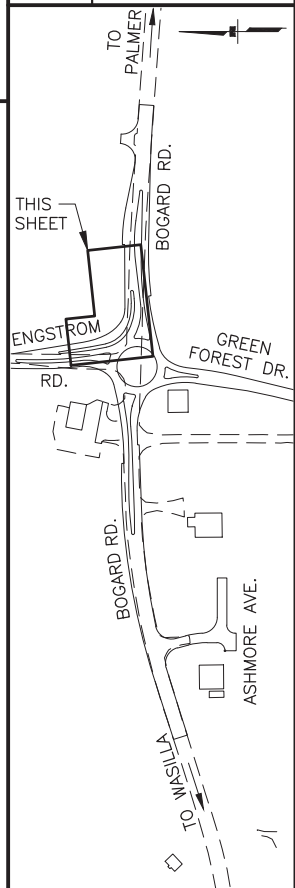 TO
PALMER
BOGARD RD.
THIS
SHEET
ENGSTROM
RD.
GREEN
FOREST DR.
BOGARD RD.
ASHMORE AVE.
TO WASILLA